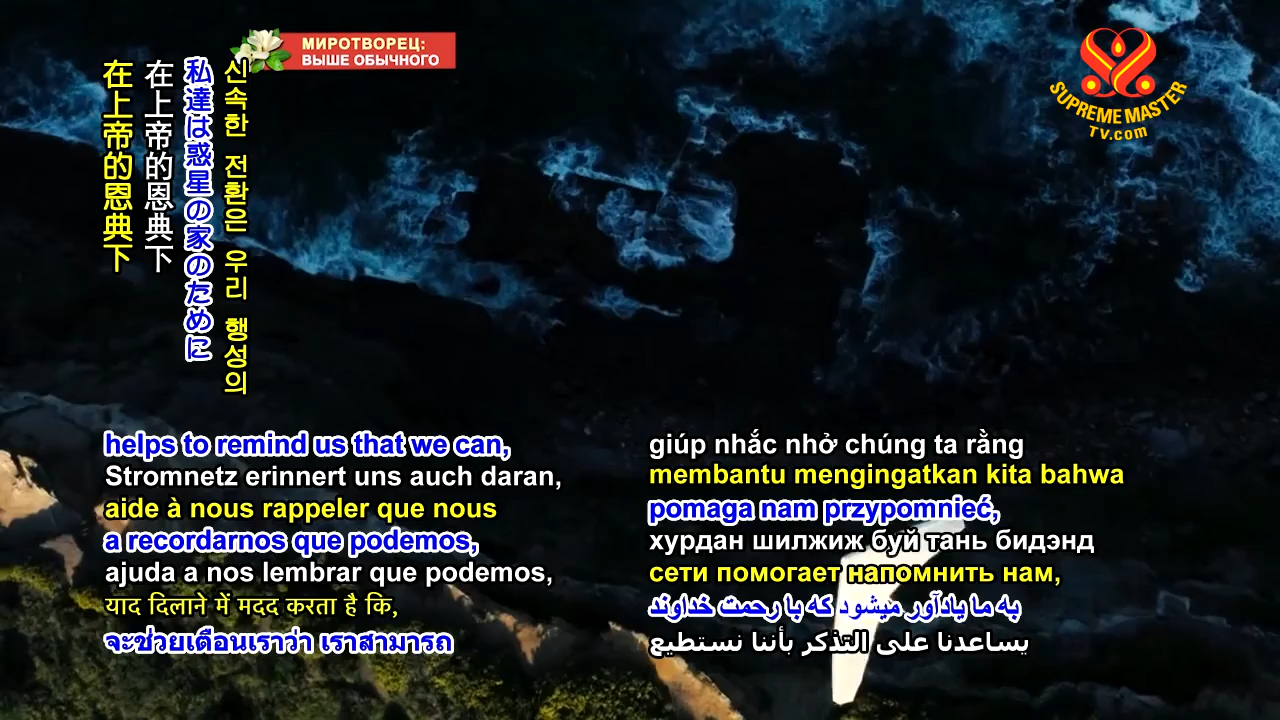 МИРОТВОРЕЦ:
ВЫШЕ ОБЫЧНОГО
SUPREME MASTER
TV.com
在上帝的恩典下
在上帝的恩典下
私達は惑星の家のために
신속한 전환은 우리 행성의
helps to remind us that we can,
Stromnetz erinnert uns auch daran,
aide à nous rappeler que nous
a recordarnos que podemos,
ajuda a nos lembrar que podemos,
याद दिलाने में मदद करता है कि,
จะช่วยเตือนเราว่า เราสามารถ
giúp nhắc nhở chúng ta rằng
membantu mengingatkan kita bahwa
pomaga nam przypomnieć,
хурдан шилжиж буй тань бидэнд
сети помогает напомнить нам,
به ما یادآور میشود که با رحمت خداوند
يساعدنا على التذكر بأننا نستطيع